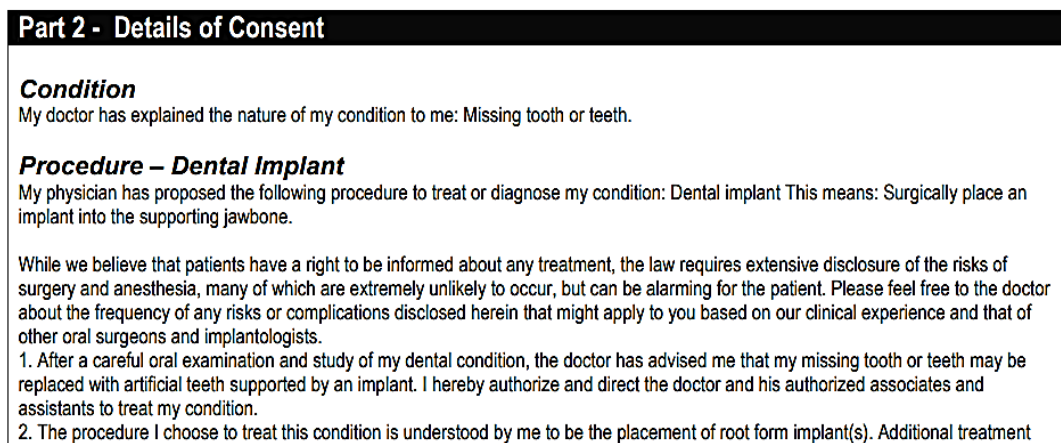 Part 2 - Details of Consent
Condition
My doctor has explained the nature of my condition to me: Missing tooth or teeth.
Procedure – Dental Implant
My physician has proposed the following procedure to treat or diagnose my condition: Dental implant This means: Surgically place an
implant into the supporting jawbone.
While we believe that patients have a right to be informed about any treatment, the law requires extensive disclosure of the risks of
surgery and anesthesia, many of which are extremely unlikely to occur, but can be alarming for the patient. Please feel free to the doctor
about the frequency of any risks or complications disclosed herein that might apply to you based on our clinical experience and that of
other oral surgeons and implantologists.
1. After a careful oral examination and study of my dental condition, the doctor has advised me that my missing tooth or teeth may be
replaced with artificial teeth supported by an implant. I hereby authorize and direct the doctor and his authorized associates and
assistants to treat my condition.
2. The procedure I choose to treat this condition is understood by me to be the placement of root form implant(s). Additional treatment